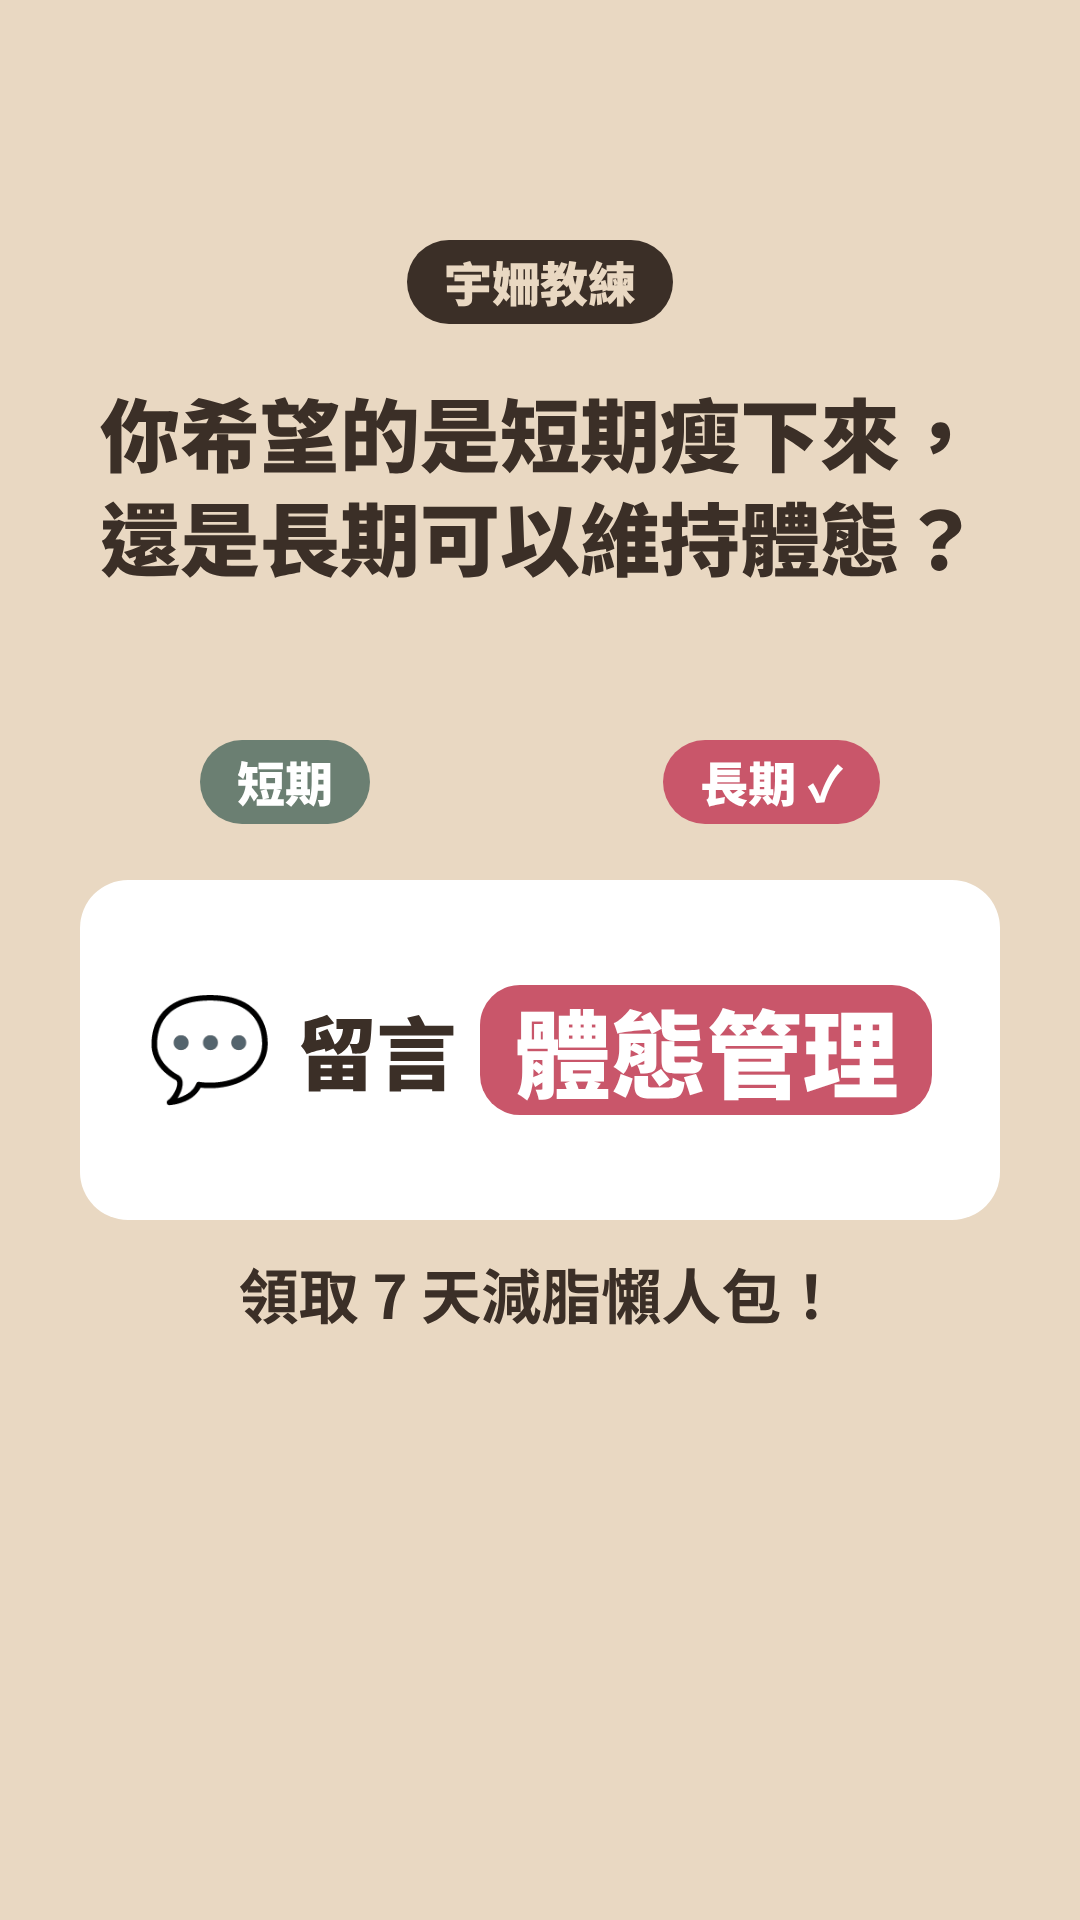 宇姍教練
你希望的是短期瘦下來，
還是長期可以維持體態？
短期
長期 ✓
💬 留言 體態管理
領取 7 天減脂懶人包！